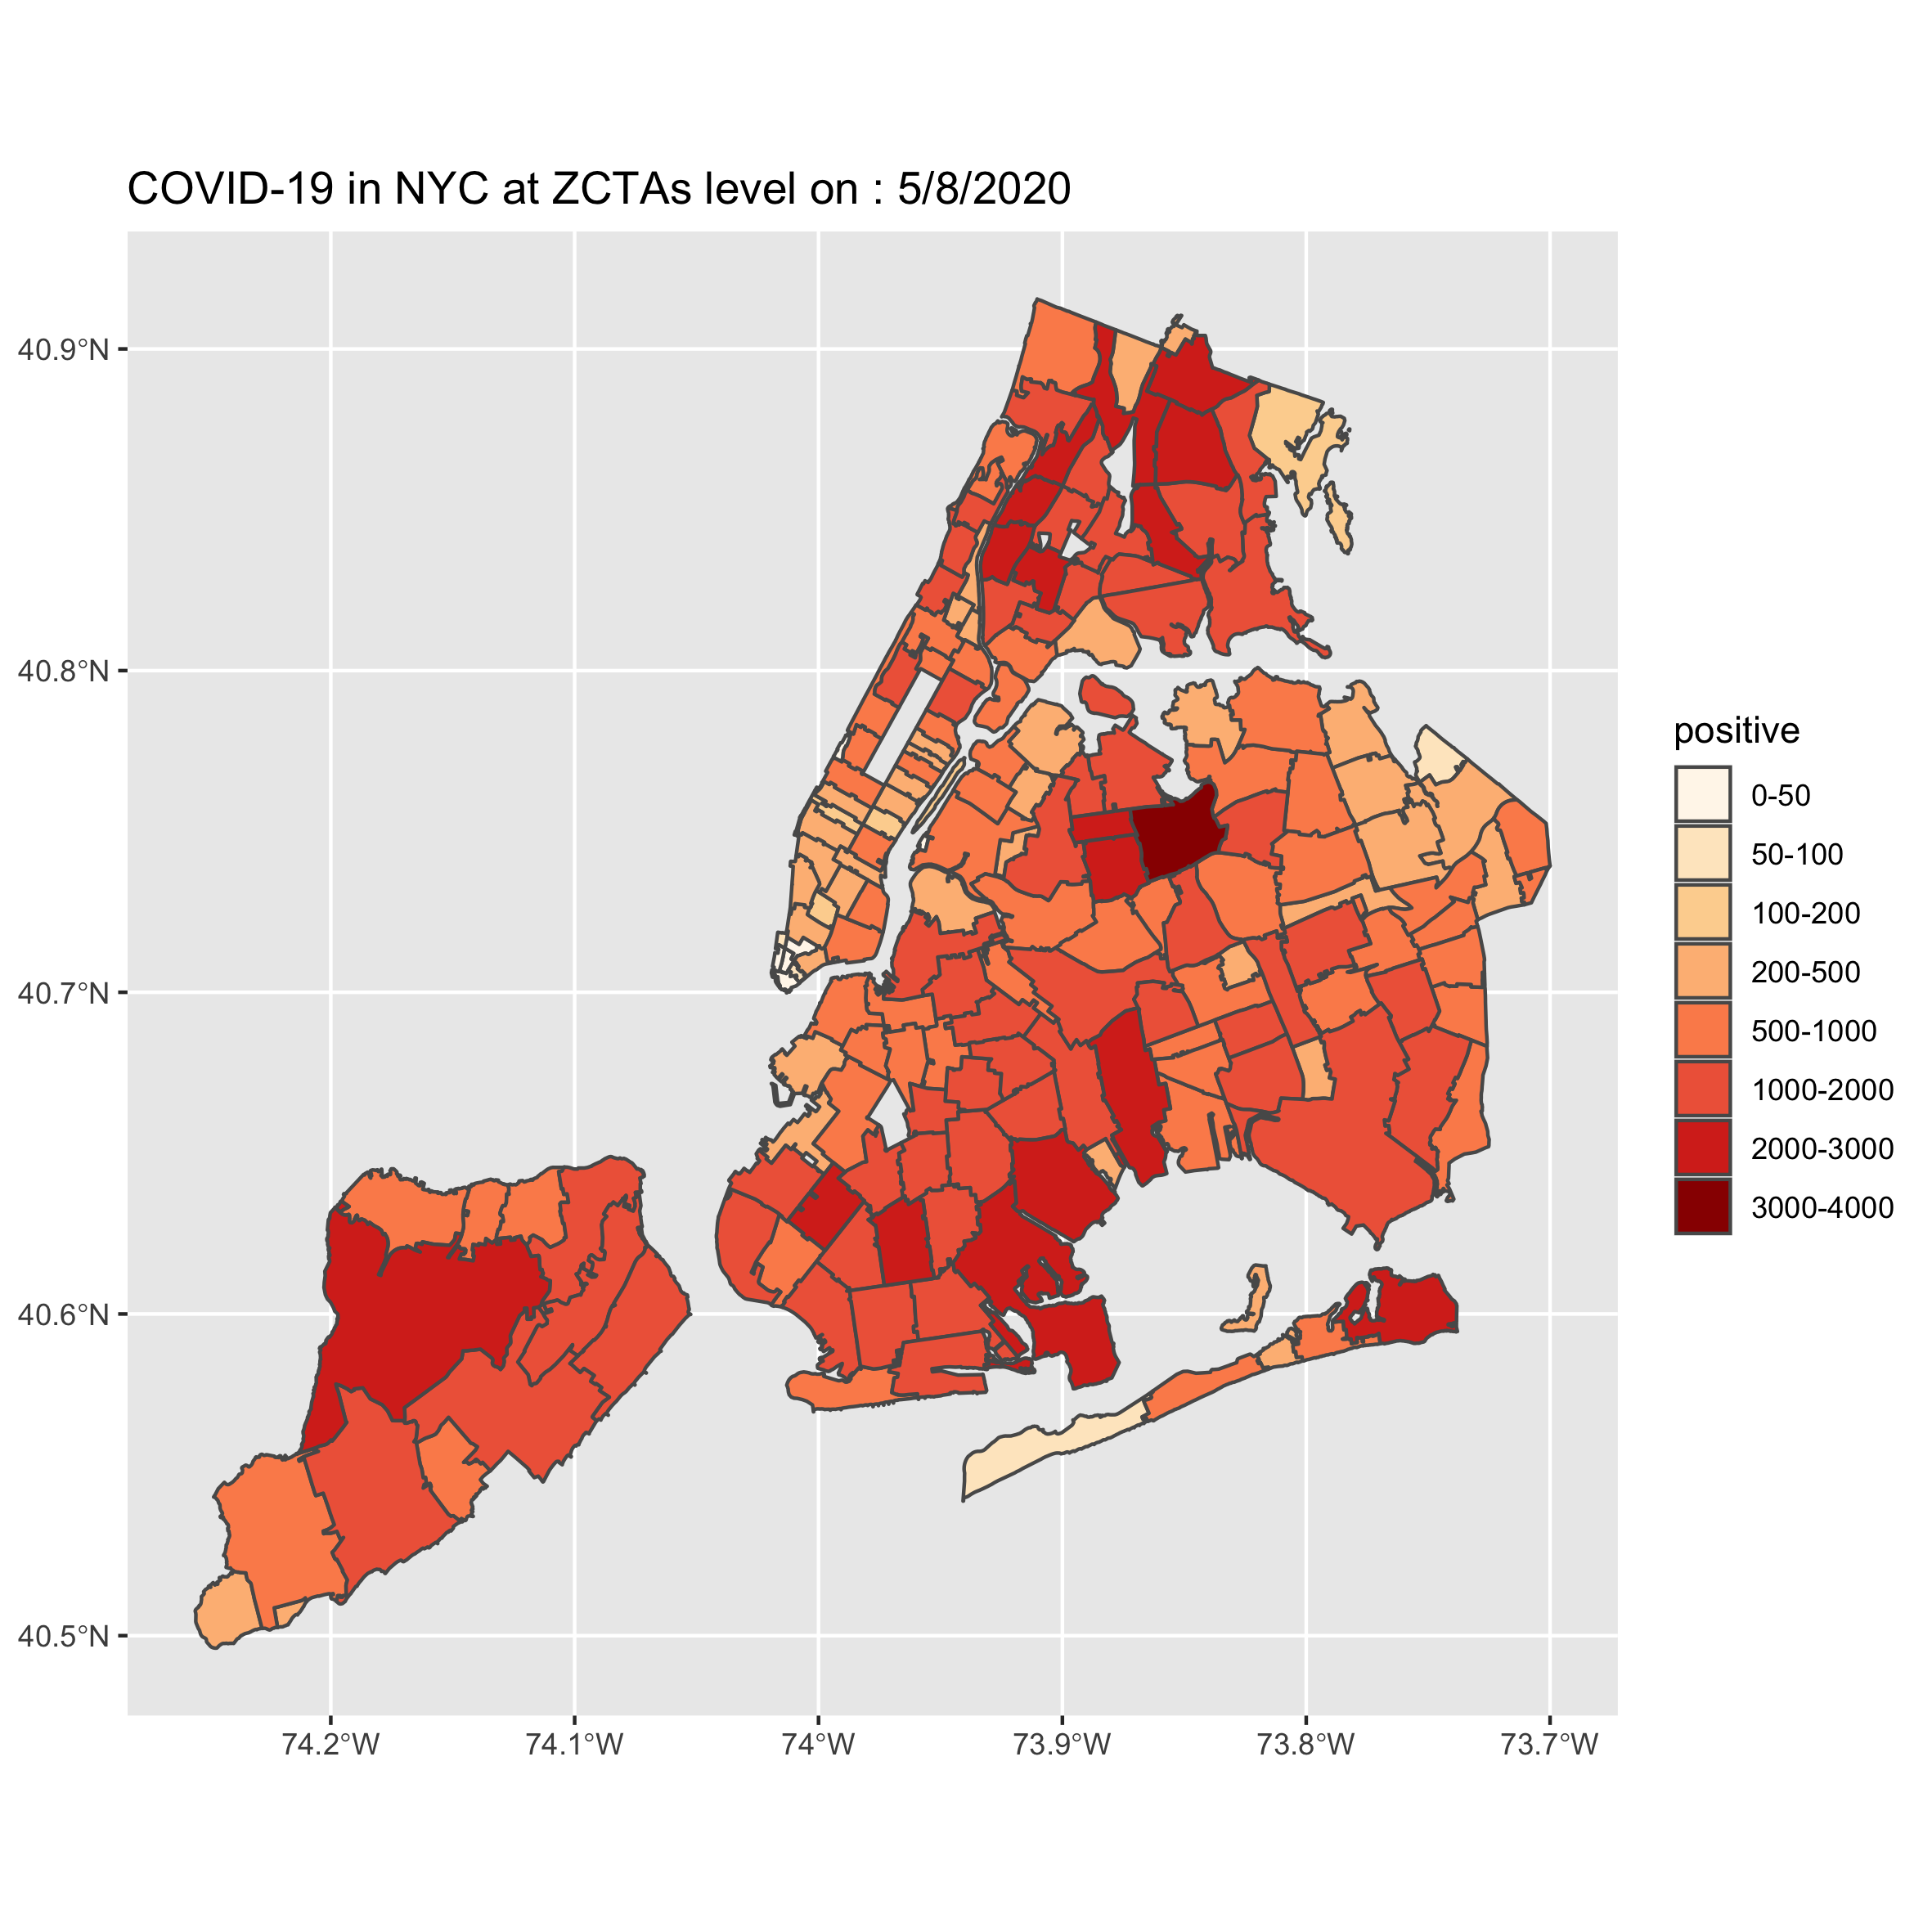 COVID-19 in NYC at ZCTAs level on : 5/8/2020
40.9°N
40.8°N
40.7°N
40.6°N
40.5°N
74.2°W
74.1°W
74°W
73.9°W
73.8°W
73.7°W
positive
0-50
50-100
100-200
200-500
500-1000
1000-2000
2000-3000
3000-4000